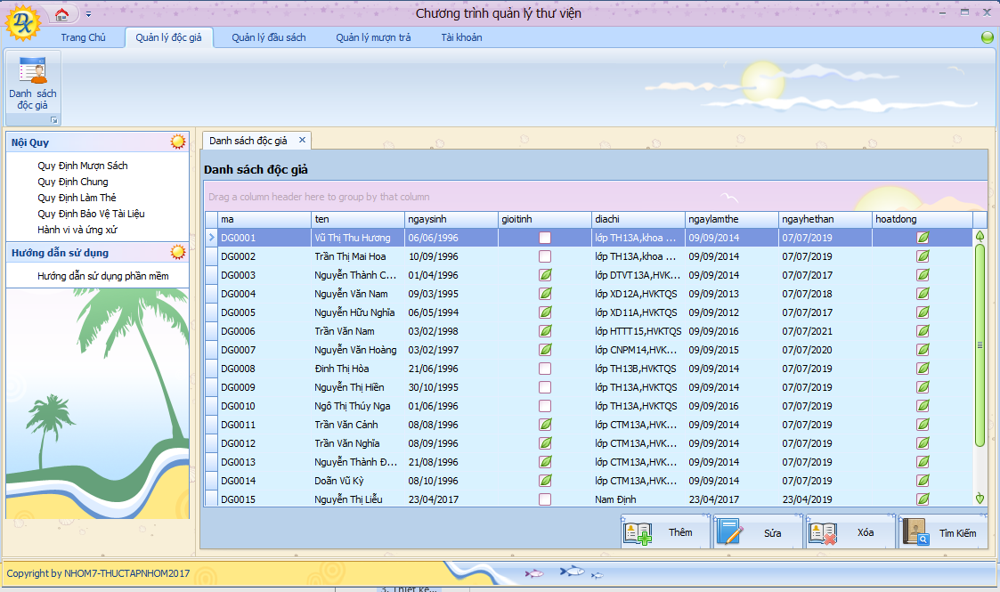 Chương trình quản lý thư viện
Trang Chủ Quản lý độc giả Quản lý đầu sách Quản lý mượn trả Tài khoản
Danh sách
độc giả
Nội Quy
Quy Định Mượn Sách
Quy Định Chung
Quy Định Làm Thẻ
Quy Định Bảo Vệ Tài Liệu
Hành vi và ứng xử
Hướng dẫn sử dụng
Hướng dẫn sử dụng phần mềm
Danh sách độc giả
Danh sách độc giả
Drag a column header here to group by that column
ma ten ngaysinh gioitinh diachi ngaylamthe ngayhethan hoatdong
DG0001 Vũ Thị Thu Hương 06/06/1996 lớp TH13A,khoa ... 09/09/2014 07/07/2019
DG0002 Trần Thị Mai Hoa 10/09/1996 lớp TH13A,khoa ... 09/09/2014 07/07/2019
DG0003 Nguyễn Thành C... 01/04/1996 lớp DTVT13A,HVK... 09/09/2014 07/07/2017
DG0004 Nguyễn Văn Nam 09/03/1995 lớp XD12A,HVKTQS 09/09/2013 07/07/2018
DG0005 Nguyễn Hữu Nghĩa 06/05/1994 lớp XD11A,HVKTQS 09/09/2012 07/07/2017
DG0006 Trần Văn Nam 03/02/1998 lớp HTTT15,HVKTQS 09/09/2016 07/07/2021
DG0007 Nguyễn Văn Hoàng 03/02/1997 lớp CNPM14,HVK... 09/09/2015 07/07/2020
DG0008 Đinh Thị Hòa 21/06/1996 lớp TH13B,HVKTQS 09/09/2014 07/07/2019
DG0009 Nguyễn Thị Hiền 30/10/1995 lớp TH13A,HVKTQS 09/09/2014 07/07/2019
DG0010 Ngô Thị Thúy Nga 01/06/1996 lớp TH13A,HVKTQS 09/09/2016 07/07/2019
DG0011 Trần Văn Cảnh 08/08/1996 lớp CTM13A,HVK... 09/09/2014 07/07/2019
DG0012 Trần Văn Nghĩa 08/09/1996 lớp CTM13A,HVK... 09/09/2014 07/07/2019
DG0013 Nguyễn Thành Đ... 21/08/1996 lớp CTM13A,HVK... 09/09/2014 07/07/2019
DG0014 Doãn Vũ Kỳ 08/10/1996 lớp CTM13A,HVK... 09/09/2014 07/07/2019
DG0015 Nguyễn Thị Liễu 23/04/2017 Nam Định 23/04/2017 23/04/2019
Thêm Sửa Xóa Tìm Kiếm
Copyright by NHOM7-THUCTAPNHOM2017
3. Thiết kế...